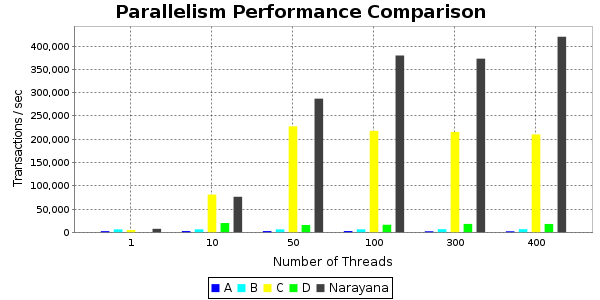 Parallelism Performance Comparison
Transactions / sec
400,000
350,000
300,000
250,000
200,000
150,000
100,000
50,000
0
1 10 50 100 300 400
Number of Threads
A B C D Narayana